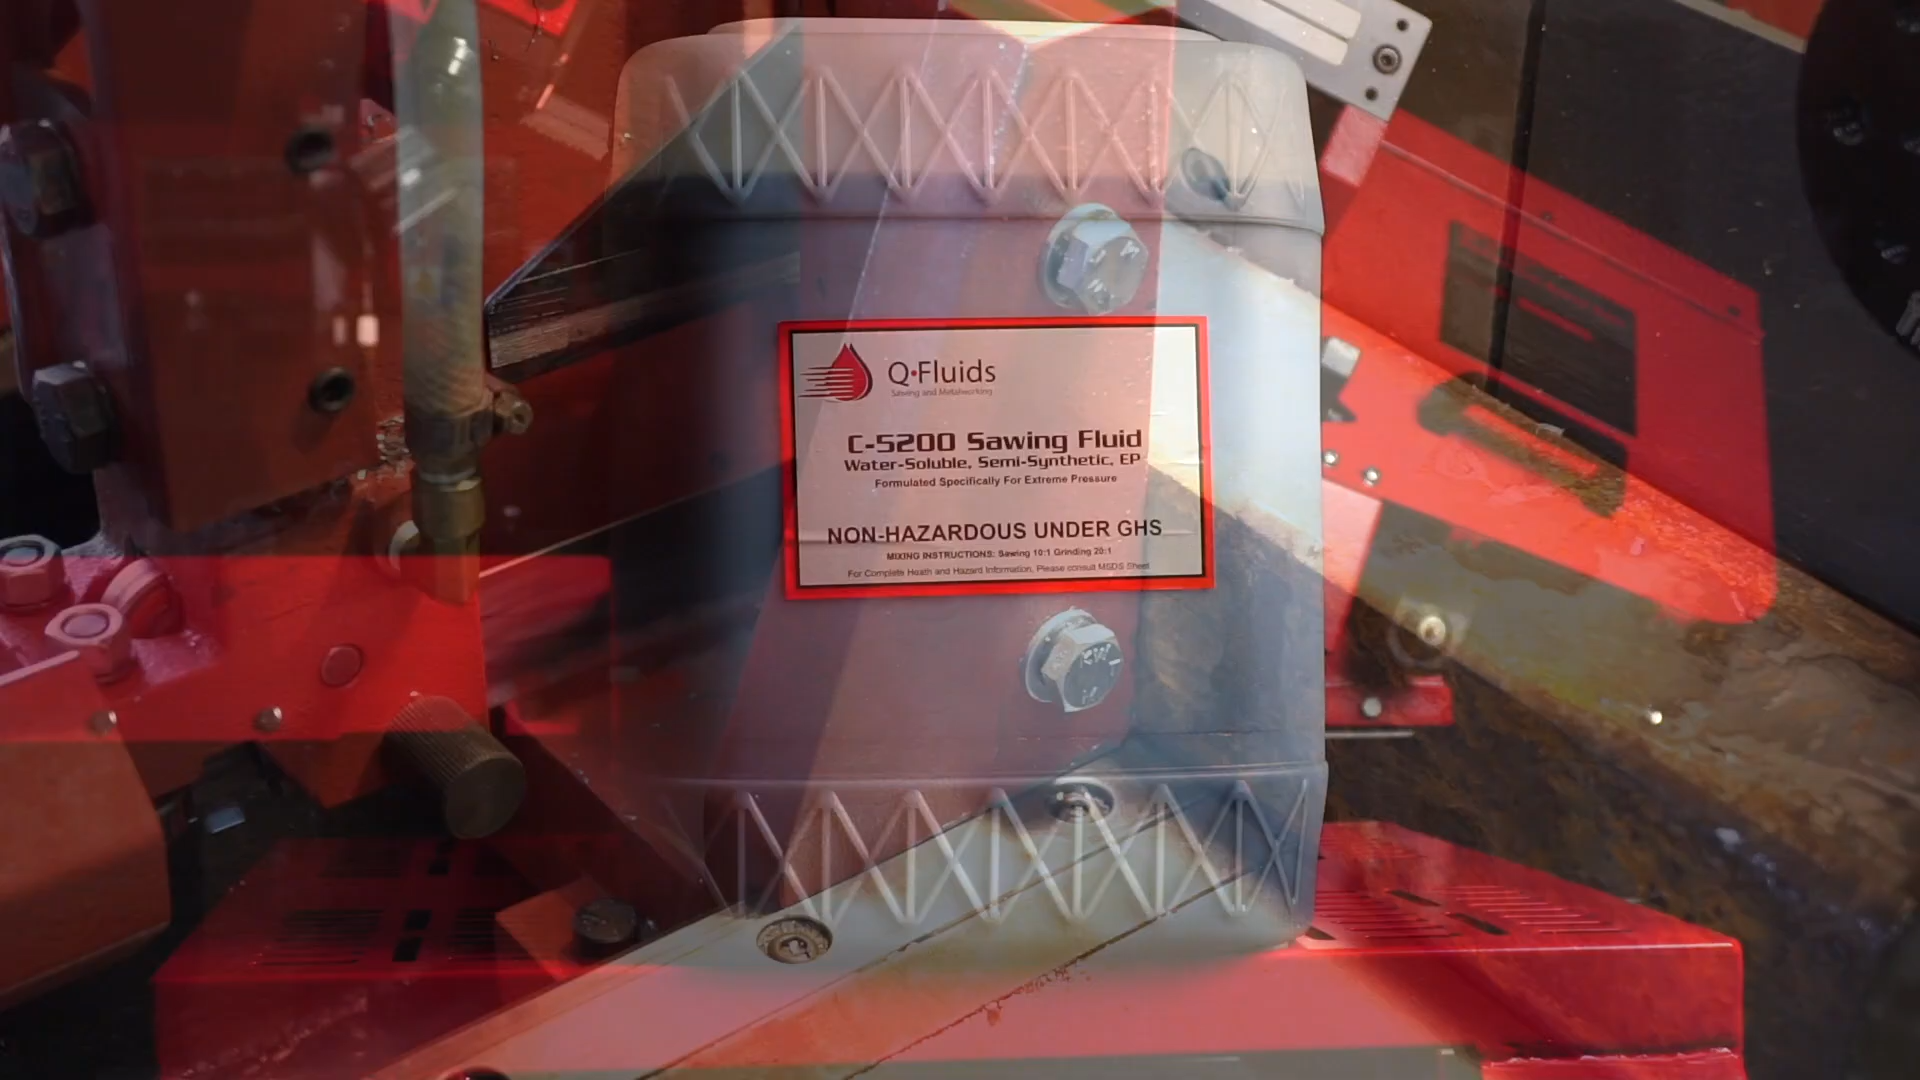 Q•Fluids
Sawing and Metalworking
C-5200 Sawing Fluid
Water-Soluble, Semi-Synthetic, EP
Formulated Specifically For Extreme Pressure
NON-HAZARDOUS UNDER GHS
MIXING INSTRUCTIONS: Sawing 10:1 Grinding 20:1
For Complete Health and Hazard Information, Please consult MSDS Sheet